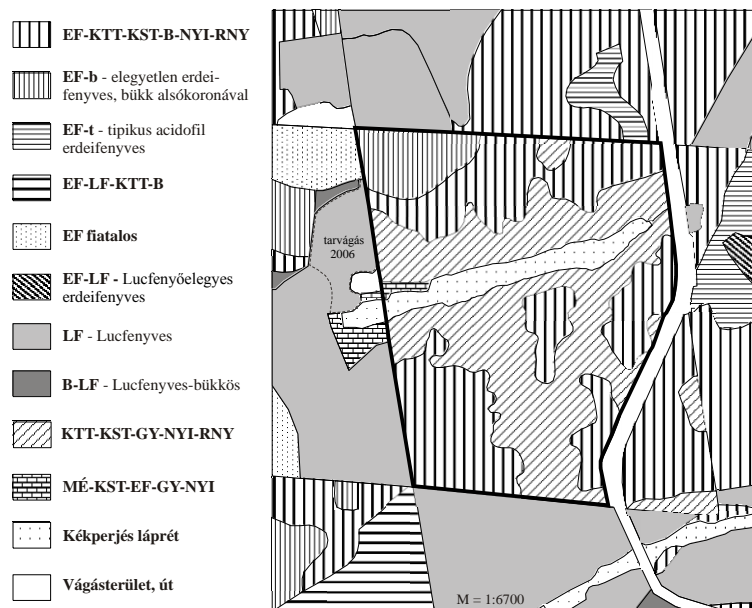 EF-KTT-KST-B-NYI-RNY
EF-b - elegyetlen erdei-
fenyves, bükk alsókoronával
EF-t - tipikus acidofil
erdeifenyves
EF-LF-KTT-B
EF fiatalos
EF-LF - Lucfenyőelegyes
erdeifenyves
LF - Lucfenyves
B-LF - Lucfenyves-bükkös
KTT-KST-GY-NYI-RNY
MÉ-KST-EF-GY-NYI
Kékperjés láprét
Vágásterület, út
tarvágás
2006
M = 1:6700